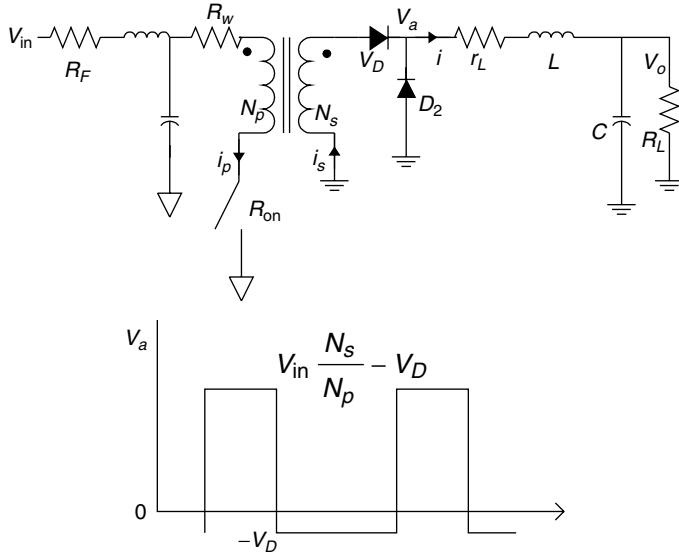 V_in
R_F
R_w
N_p
N_s
i_p
i_s
R_on
V_D
V_a
D_2
i
r_L
L
C
V_o
R_L
V_a
V_in N_s/N_p − V_D
0
−V_D